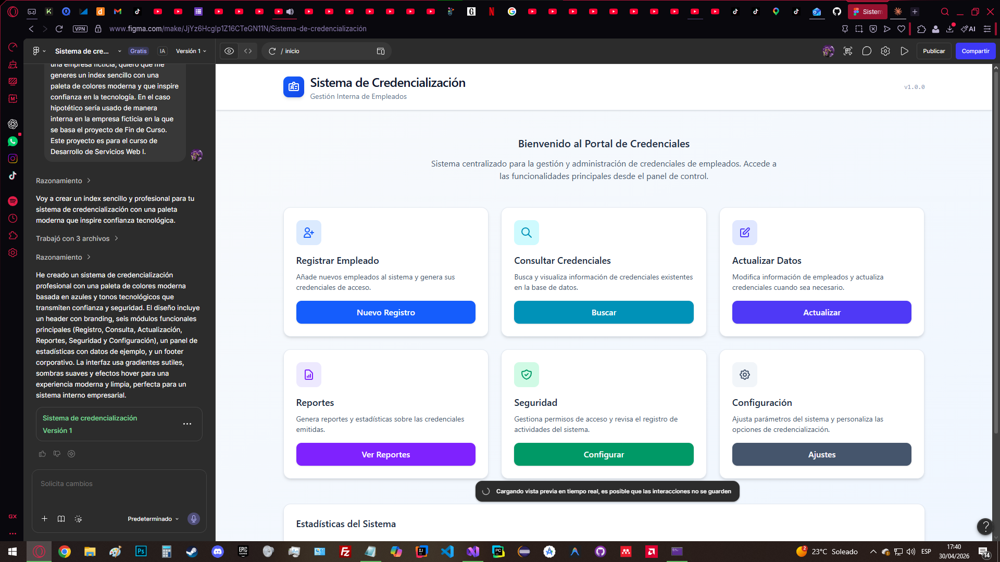 Sistem
VPN
www.figma.com/make/JjYz6Hcglp1Z16CTeGN11N/Sistema-de-credencialización
AI
Sistema de cre...
Gratis
IA
Versión 1
/ inicio
Publicar
Compartir
una empresa ficticia, quiero que me
generes un index sencillo con una
paleta de colores moderna y que inspire
confianza en la tecnología. En el caso
hipotético sería usado de manera
interna en la empresa ficticia en la que
se basa el proyecto de Fin de Curso.
Este proyecto es para el curso de
Desarrollo de Servicios Web I.
Razonamiento
Voy a crear un index sencillo y profesional para tu
sistema de credencialización con una paleta
moderna que inspire confianza tecnológica.
Trabajó con 3 archivos
Razonamiento
He creado un sistema de credencialización
profesional con una paleta de colores moderna
basada en azules y tonos tecnológicos que
transmiten confianza y seguridad. El diseño incluye
un header con branding, seis módulos funcionales
principales (Registro, Consulta, Actualización,
Reportes, Seguridad y Configuración), un panel de
estadísticas con datos de ejemplo, y un footer
corporativo. La interfaz usa gradientes sutiles,
sombras suaves y efectos hover para una
experiencia moderna y limpia, perfecta para un
sistema interno empresarial.
Sistema de credencialización
Versión 1
Solicita cambios
Predeterminado
GX
Sistema de Credencialización
Gestión Interna de Empleados
v1.0.0
Bienvenido al Portal de Credenciales
Sistema centralizado para la gestión y administración de credenciales de empleados. Accede a
las funcionalidades principales desde el panel de control.
Registrar Empleado
Añade nuevos empleados al sistema y genera sus
credenciales de acceso.
Nuevo Registro
Consultar Credenciales
Busca y visualiza información de credenciales existentes
en la base de datos.
Buscar
Actualizar Datos
Modifica información de empleados y actualiza
credenciales cuando sea necesario.
Actualizar
Reportes
Genera reportes y estadísticas sobre las credenciales
emitidas.
Ver Reportes
Seguridad
Gestiona permisos de acceso y revisa el registro de
actividades del sistema.
Configurar
Configuración
Ajusta parámetros del sistema y personaliza las
opciones de credencialización.
Ajustes
Cargando vista previa en tiempo real, es posible que las interacciones no se guarden
Estadísticas del Sistema
?
Ps
EPIC
GAMES
FZ
IJ
PC
2
23°C Soleado
ESP
17:40
30/04/2026
14